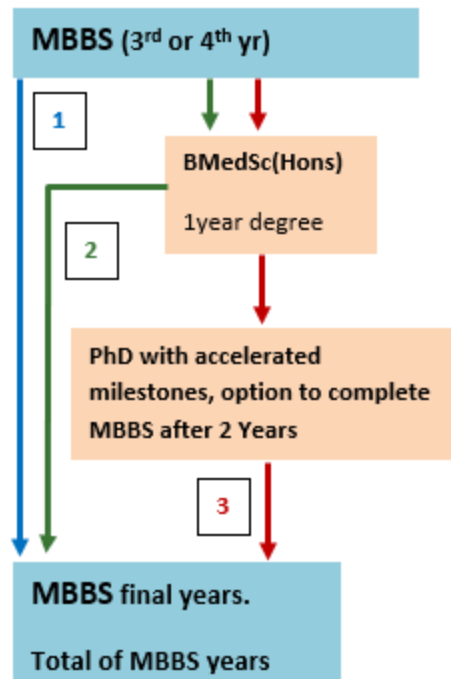 MBBS (3rd or 4th yr)
1
BMedSc(Hons)
1year degree
2
PhD with accelerated
milestones, option to complete
MBBS after 2 Years
3
MBBS final years.
Total of MBBS years